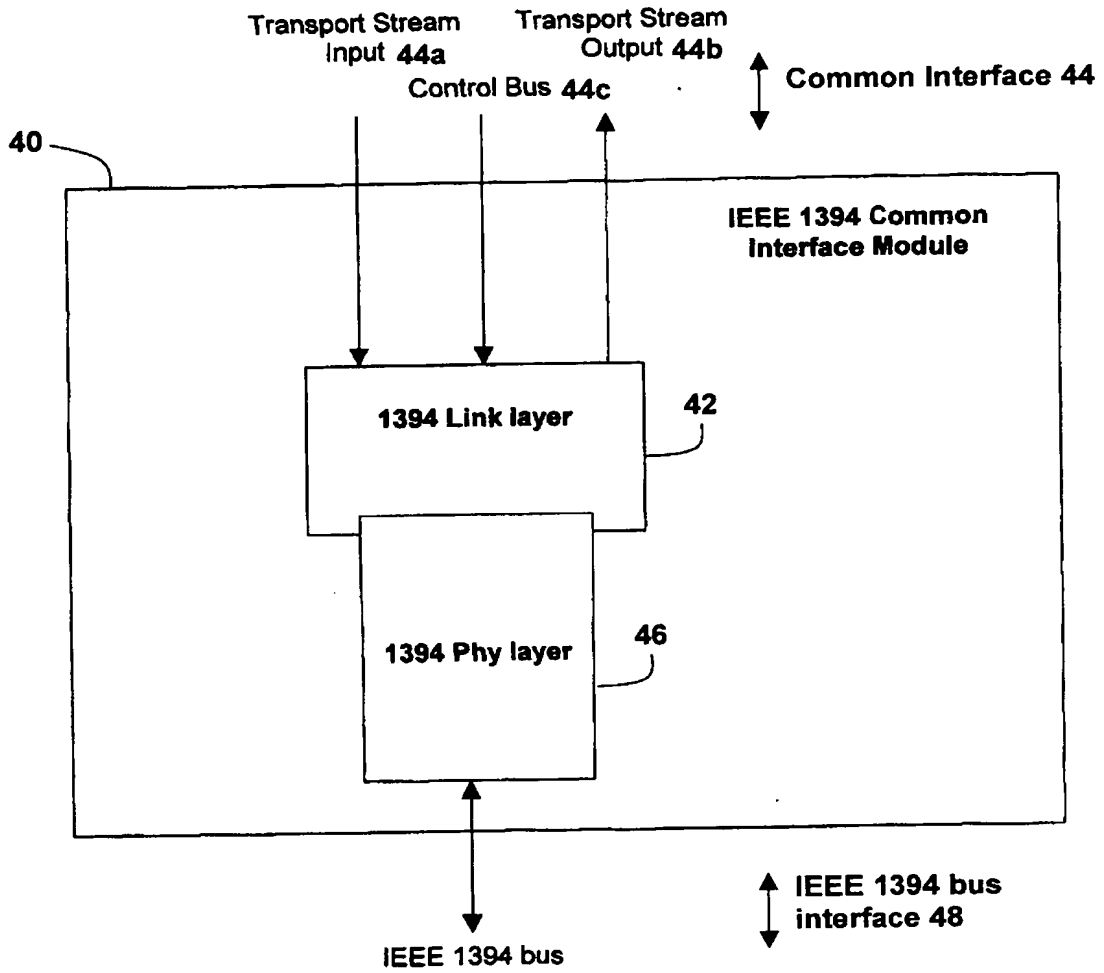 Transport Stream
Input 44a
Transport Stream
Output 44b
Control Bus 44c
Common Interface 44
40
IEEE 1394 Common
Interface Module
1394 Link layer
42
1394 Phy layer
46
IEEE 1394 bus
interface 48
IEEE 1394 bus